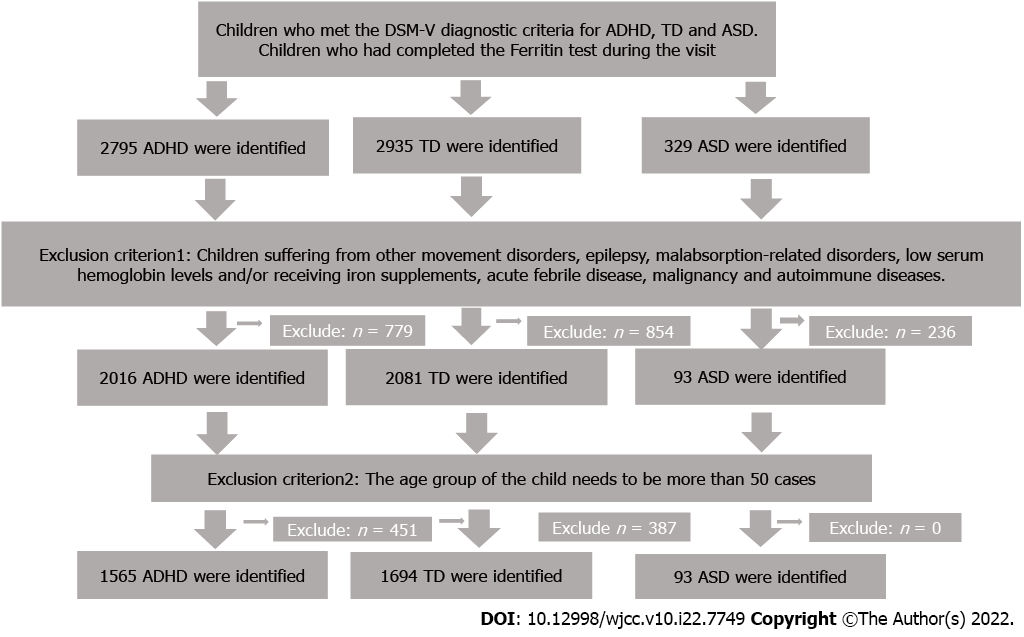 Children who met the DSM-V diagnostic criteria for ADHD, TD and ASD.
Children who had completed the Ferritin test during the visit
2795 ADHD were identified
2935 TD were identified
329 ASD were identified
Exclusion criterion1: Children suffering from other movement disorders, epilepsy, malabsorption-related disorders, low serum
hemoglobin levels and/or receiving iron supplements, acute febrile disease, malignancy and autoimmune diseases.
Exclude: n = 779
Exclude: n = 854
Exclude: n = 236
2016 ADHD were identified
2081 TD were identified
93 ASD were identified
Exclusion criterion2: The age group of the child needs to be more than 50 cases
Exclude: n = 451
Exclude n = 387
Exclude: n = 0
1565 ADHD were identified
1694 TD were identified
93 ASD were identified
DOI: 10.12998/wjcc.v10.i22.7749 Copyright ©The Author(s) 2022.